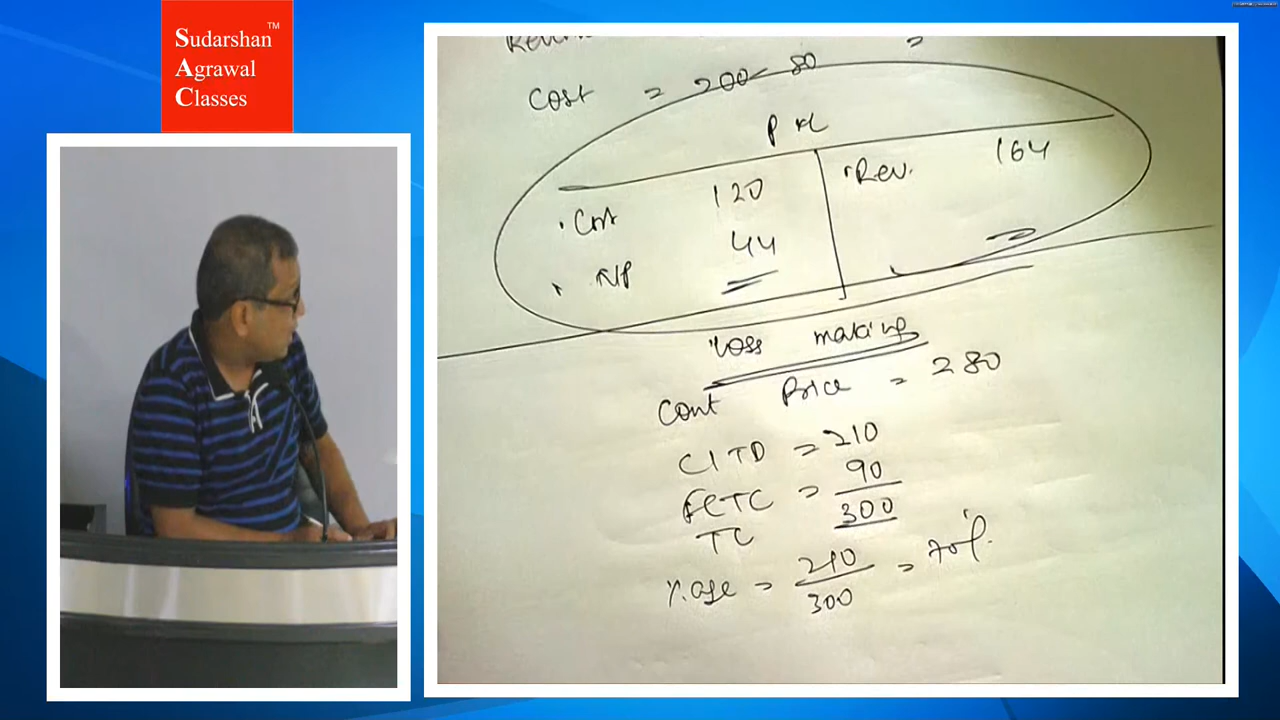 Sudarshan™
Agrawal
Classes
Cost = 200-80 =
P&L
Cost 120 Rev. 164
NP 44
loss making
Cont Price = 280
CITD = 210
ECTC = 90
TC 300
%age = 210/300 = 70%